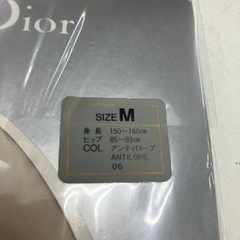 Dior
SIZE M
身長 150~160cm
ヒップ 85~93cm
COL アンティロープ
ANTILOPE
06